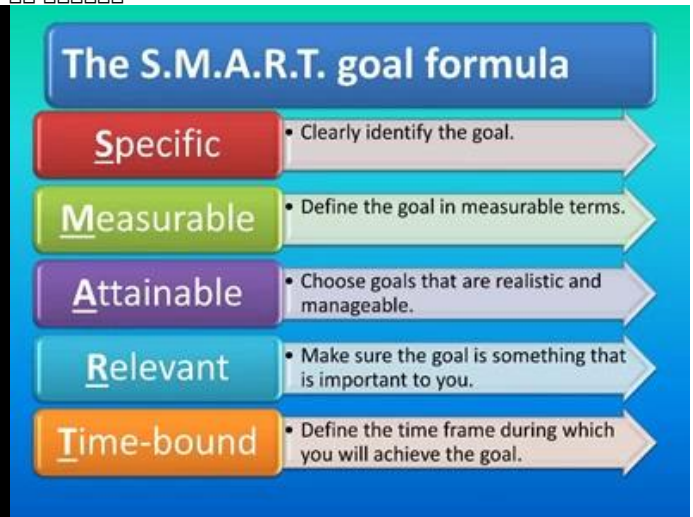 The S.M.A.R.T. goal formula
Specific
• Clearly identify the goal.
Measurable
• Define the goal in measurable terms.
Attainable
• Choose goals that are realistic and
manageable.
Relevant
• Make sure the goal is something that
is important to you.
Time-bound
• Define the time frame during which
you will achieve the goal.